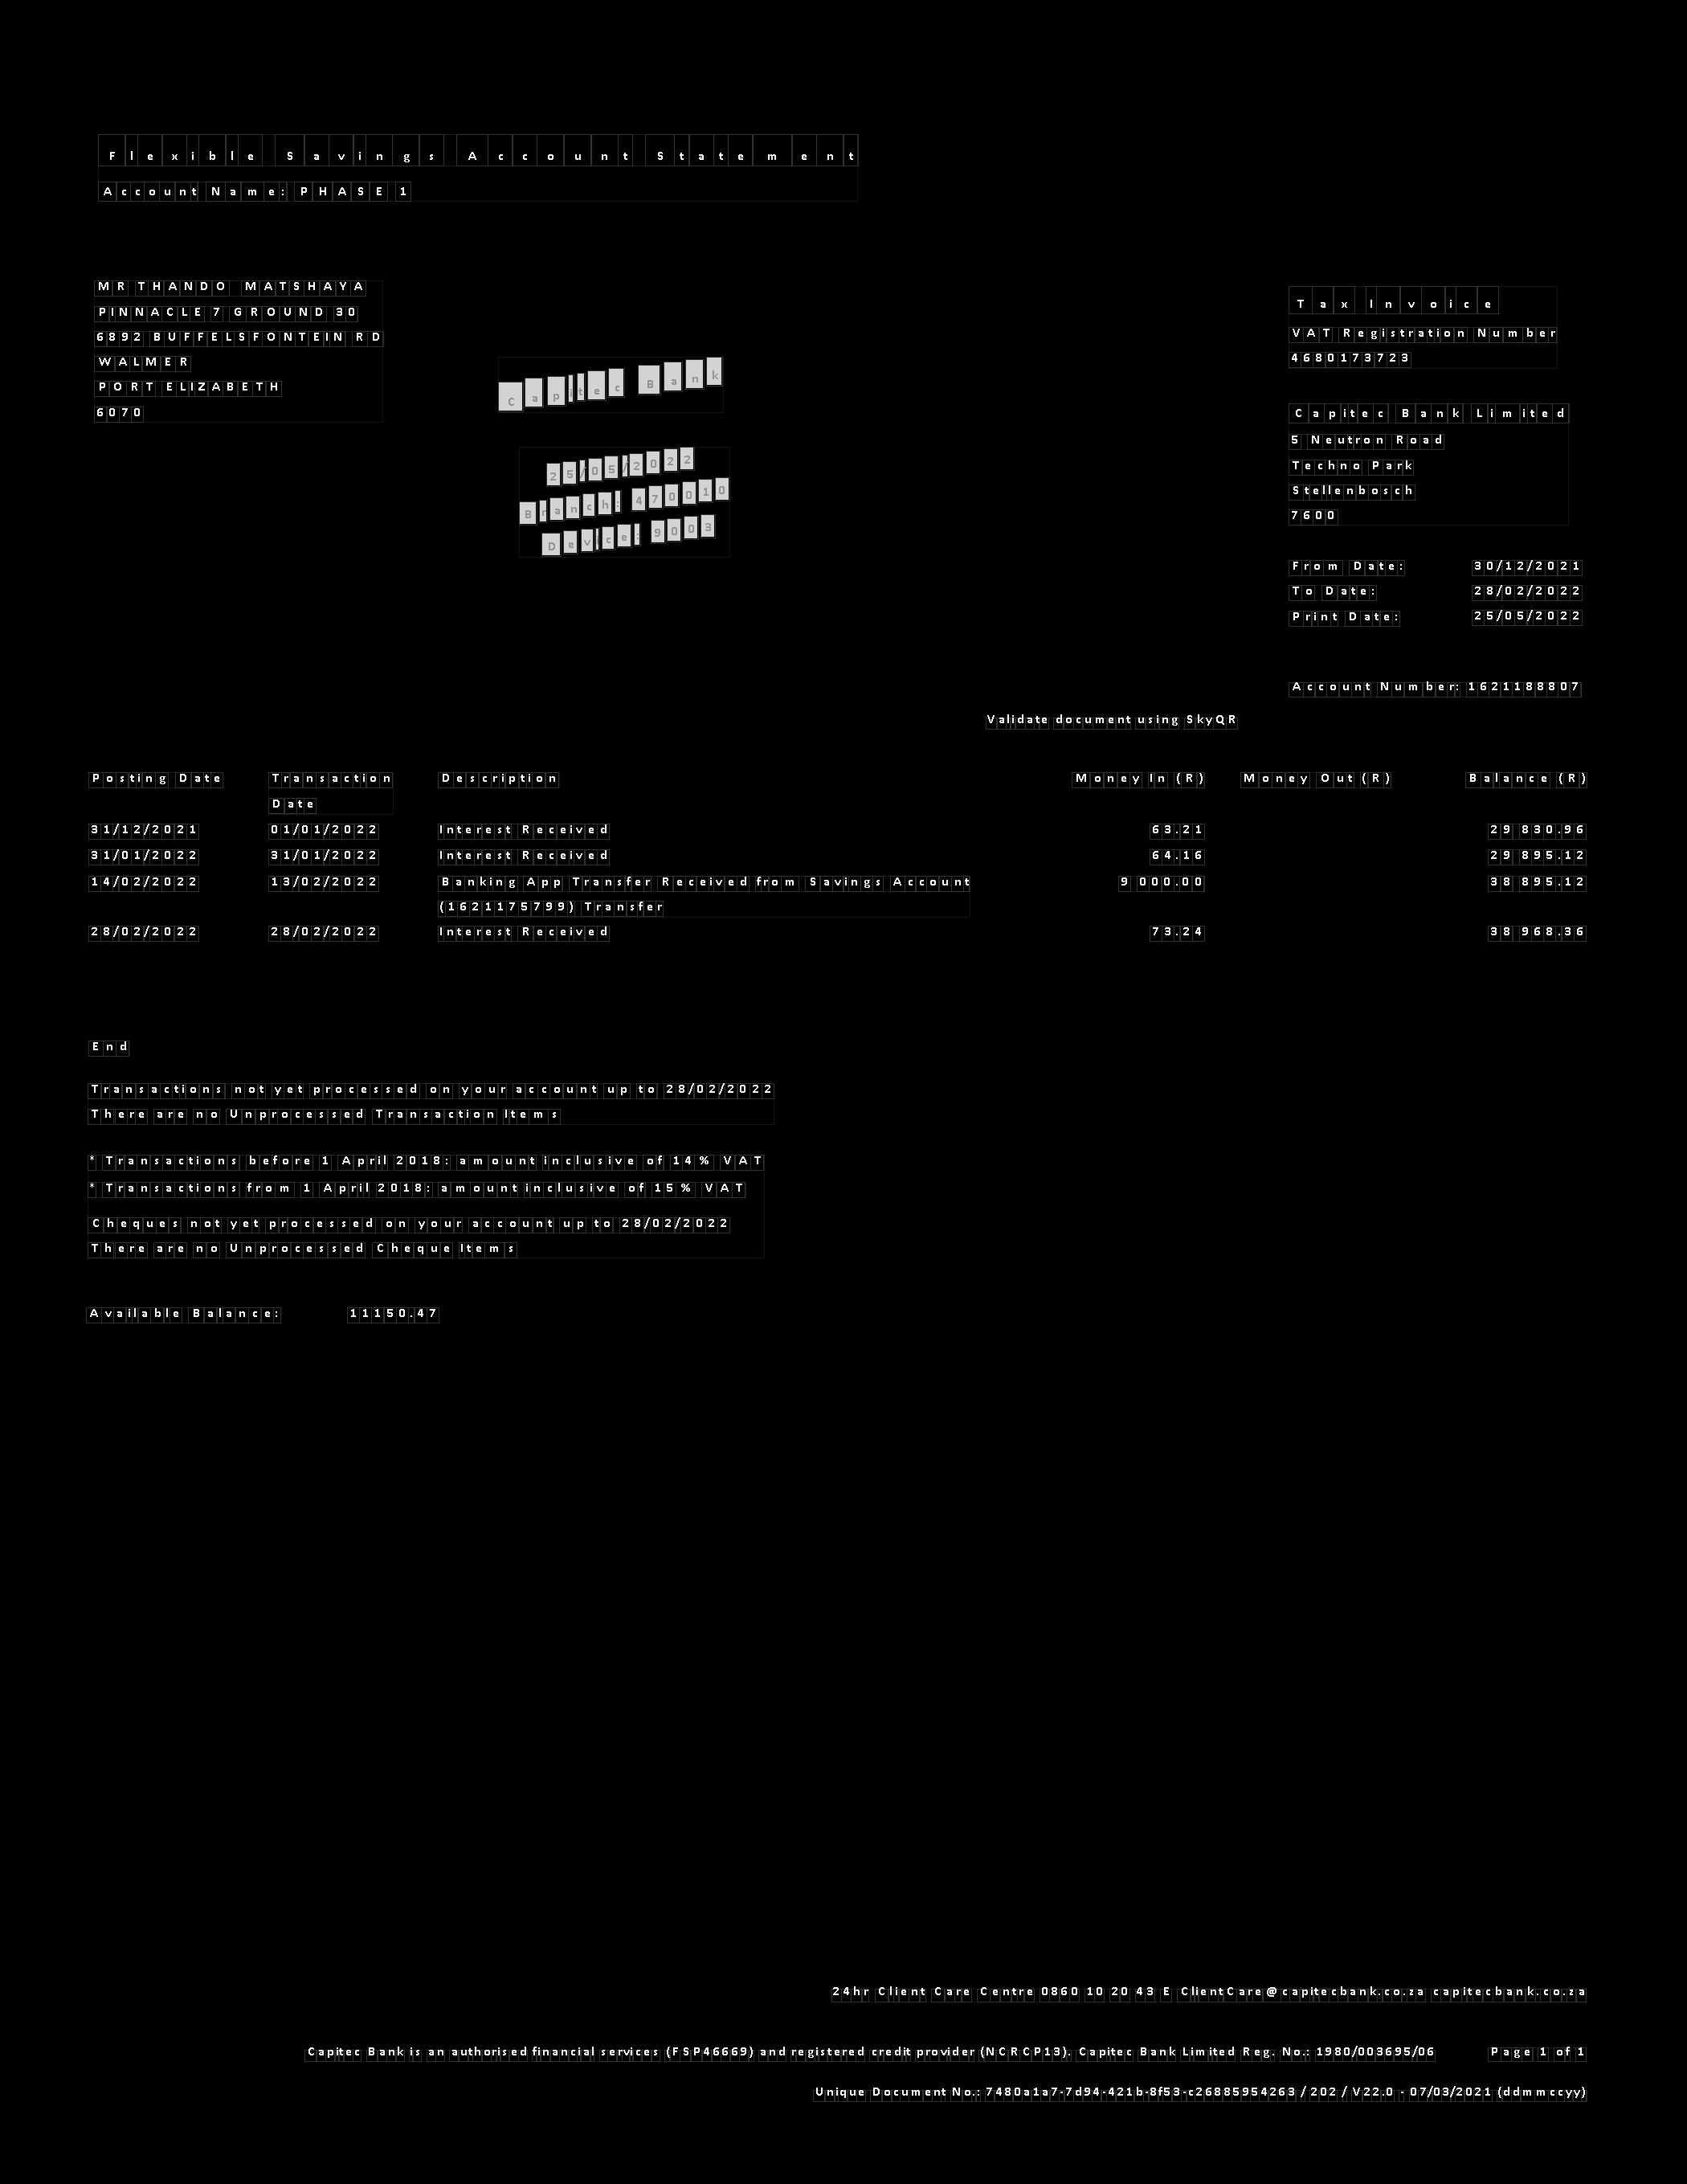 Flexible Savings Account Statement
Account Name: PHASE 1
MR THANDO MATSHAYA
PINNACLE 7 GROUND 30
6892 BUFFELSFONTEIN RD
WALMER
PORT ELIZABETH
6070
Capitec Bank
25/05/2022
Branch: 470010
Device: 9003
Tax Invoice
VAT Registration Number
4680173723
Capitec Bank Limited
5 Neutron Road
Techno Park
Stellenbosch
7600
From Date: 30/12/2021
To Date: 28/02/2022
Print Date: 25/05/2022
Account Number: 1621188807
Validate document using SkyQR
Posting Date Transaction Date Description Money In (R) Money Out (R) Balance (R)
31/12/2021 01/01/2022 Interest Received 63.21 29 830.96
31/01/2022 31/01/2022 Interest Received 64.16 29 895.12
14/02/2022 13/02/2022 Banking App Transfer Received from Savings Account 9 000.00 38 895.12
(1621175799) Transfer
28/02/2022 28/02/2022 Interest Received 73.24 38 968.36
End
Transactions not yet processed on your account up to 28/02/2022
There are no Unprocessed Transaction Items
* Transactions before 1 April 2018: amount inclusive of 14% VAT
* Transactions from 1 April 2018: amount inclusive of 15% VAT
Cheques not yet processed on your account up to 28/02/2022
There are no Unprocessed Cheque Items
Available Balance: 11150.47
24hr Client Care Centre 0860 10 20 43 E ClientCare@capitecbank.co.za capitecbank.co.za
Capitec Bank is an authorised financial services (FSP46669) and registered credit provider (NCRCP13). Capitec Bank Limited Reg. No.: 1980/003695/06 Page 1 of 1
Unique Document No.: 7480a1a7-7d94-421b-8f53-c26885954263 / 202 / V22.0 - 07/03/2021 (ddmmccyy)